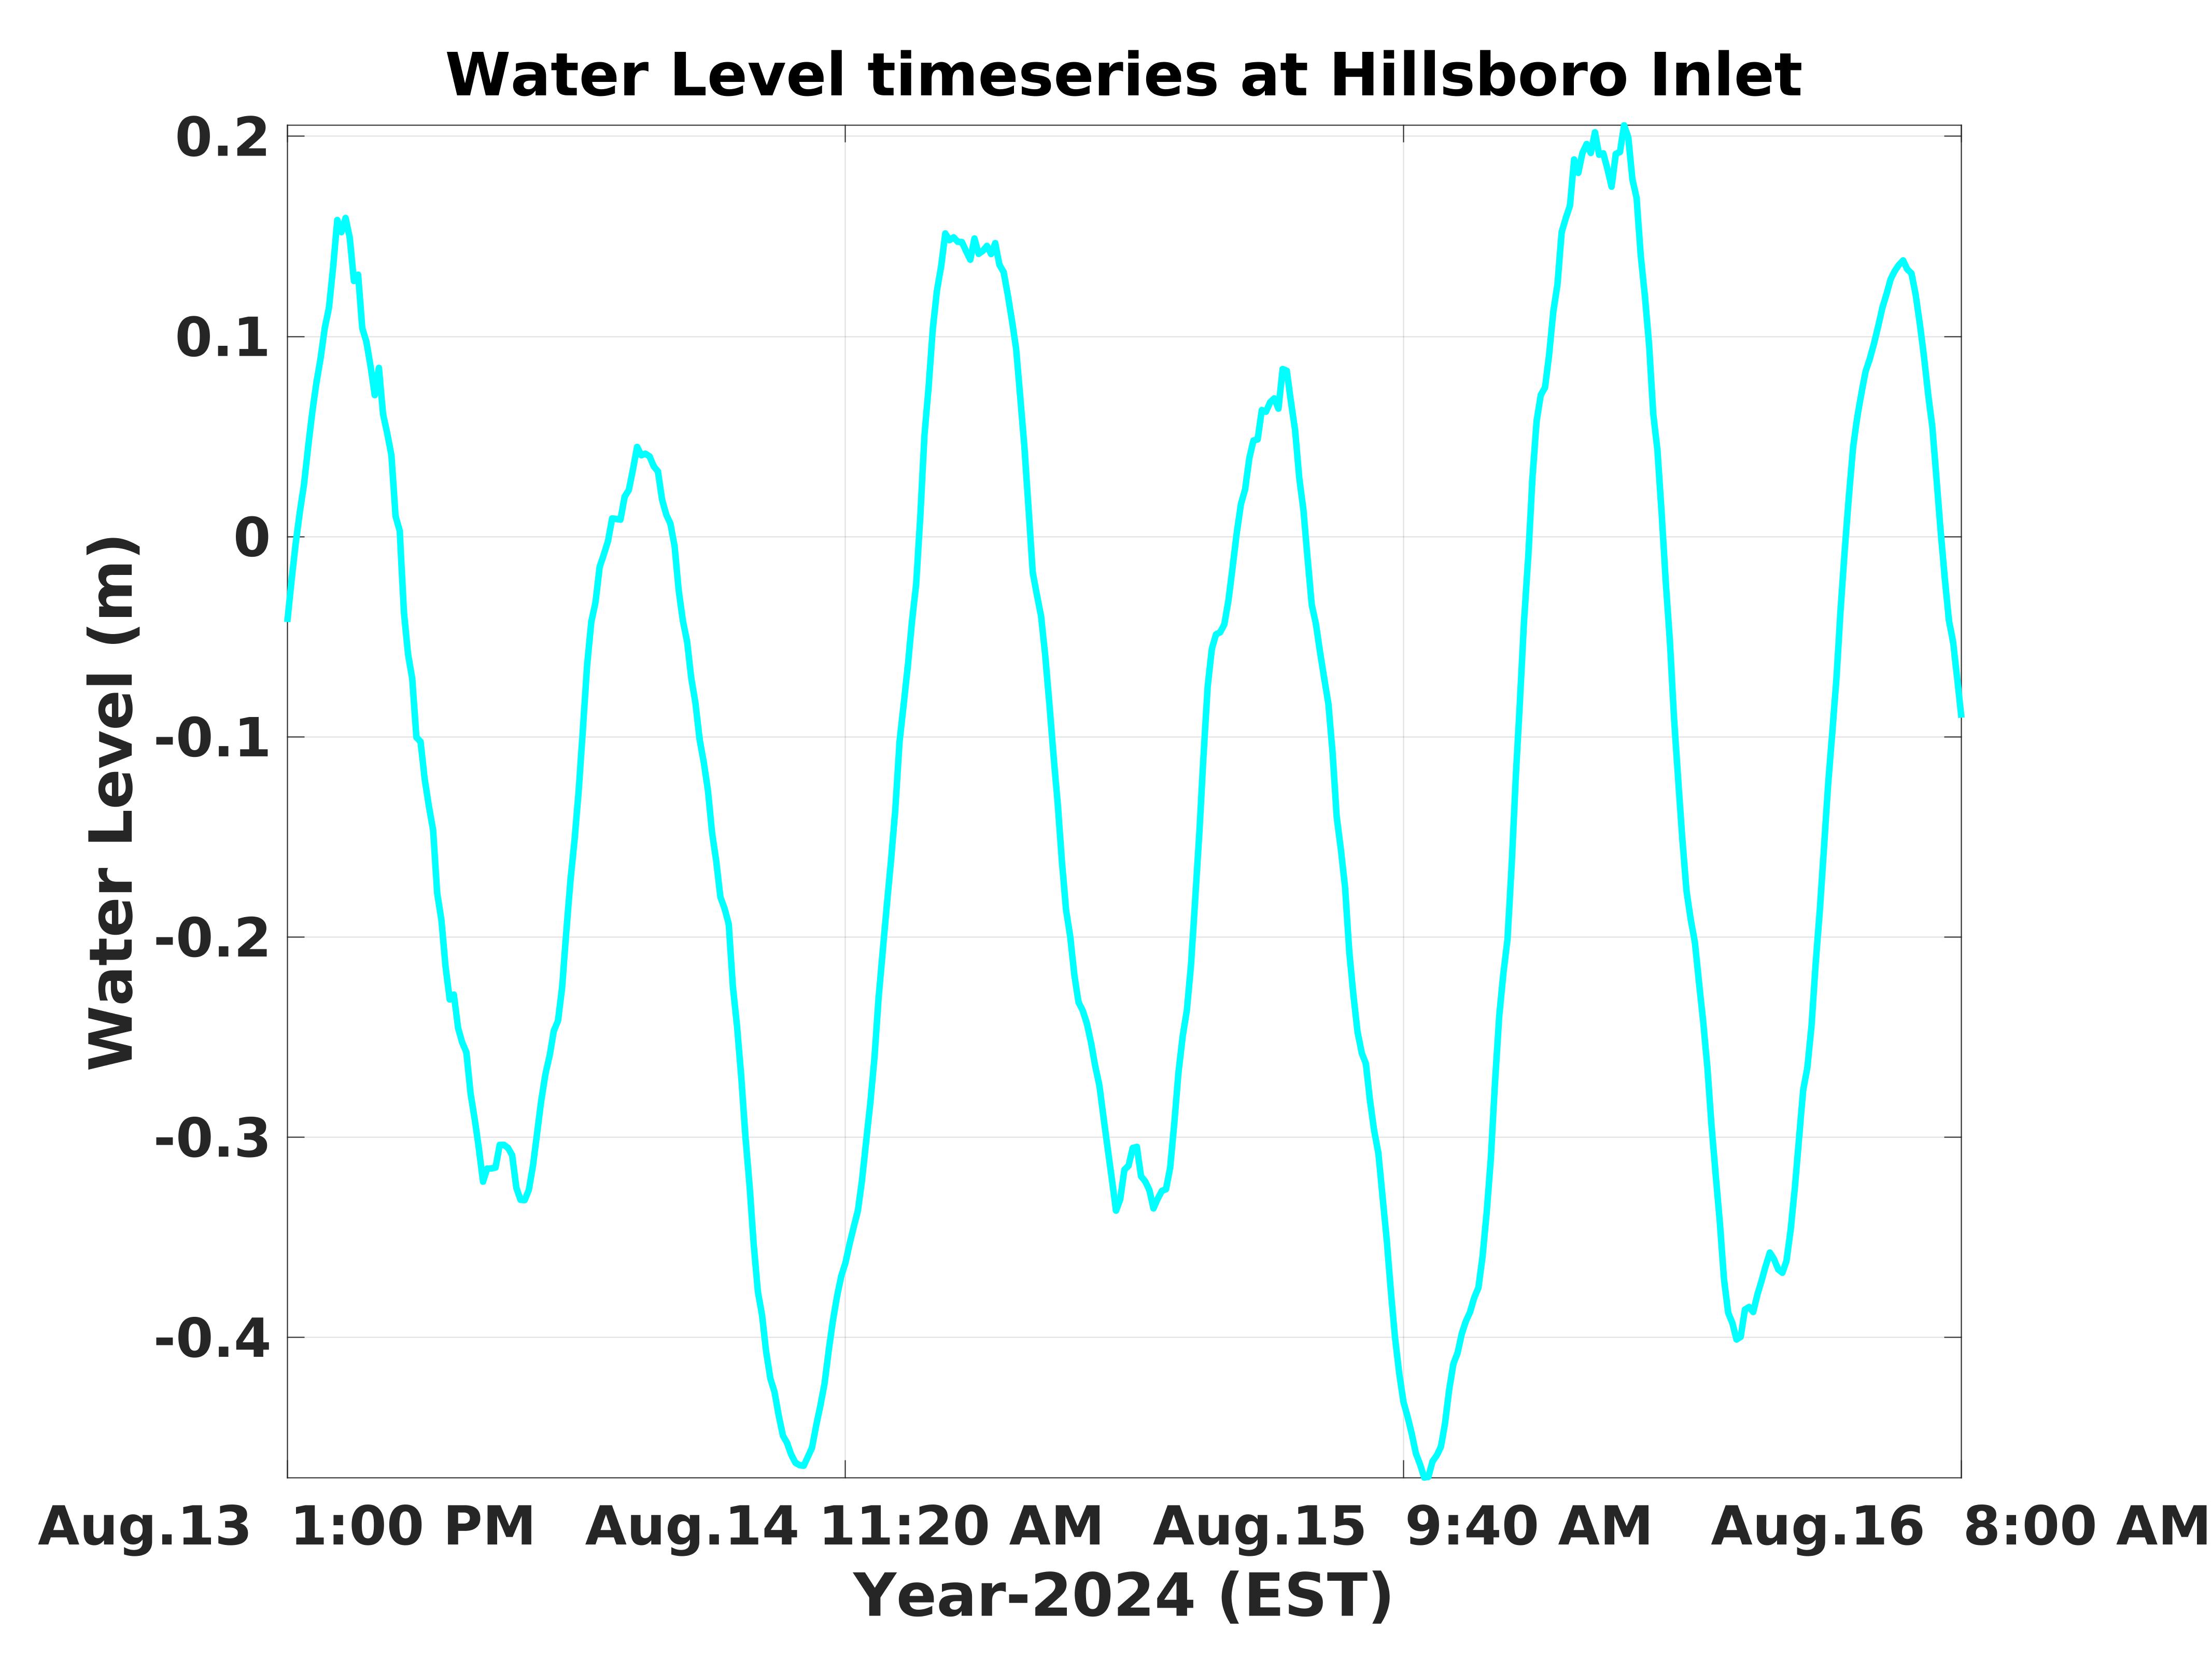 Water Level timeseries at Hillsboro Inlet
0.2
0.1
0
-0.1
-0.2
-0.3
-0.4
Water Level (m)
Aug.13  1:00 PM
Aug.14 11:20 AM
Aug.15  9:40 AM
Aug.16  8:00 AM
Year-2024 (EST)